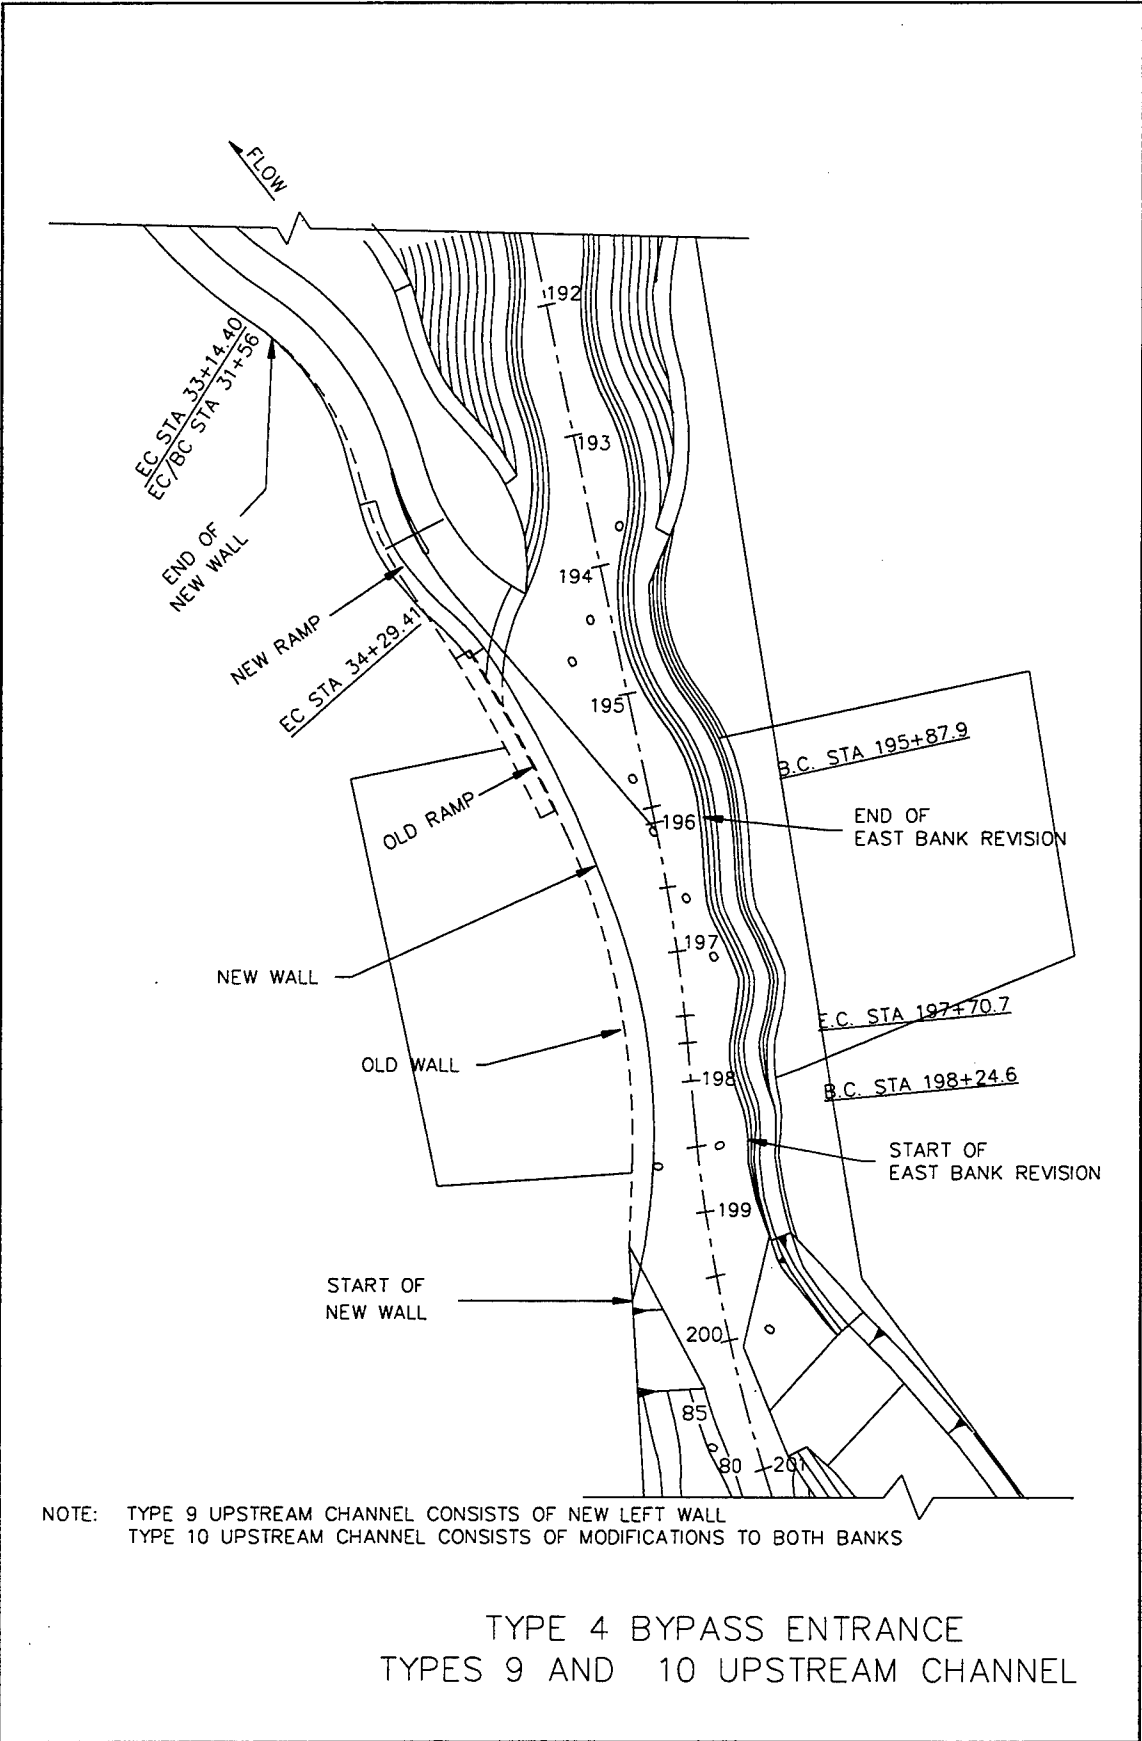 FLOW
192
EC STA 33+14.40
EC/BC STA 31+56
193
END OF
NEW WALL
194
NEW RAMP
EC STA 34+29.41
195
B.C. STA 195+87.9
OLD RAMP
196
END OF
EAST BANK REVISION
197
NEW WALL
E.C. STA 197+70.7
OLD WALL
198
B.C. STA 198+24.6
START OF
EAST BANK REVISION
199
START OF
NEW WALL
200
85
80
201
NOTE: TYPE 9 UPSTREAM CHANNEL CONSISTS OF NEW LEFT WALL
TYPE 10 UPSTREAM CHANNEL CONSISTS OF MODIFICATIONS TO BOTH BANKS
TYPE 4 BYPASS ENTRANCE
TYPES 9 AND 10 UPSTREAM CHANNEL